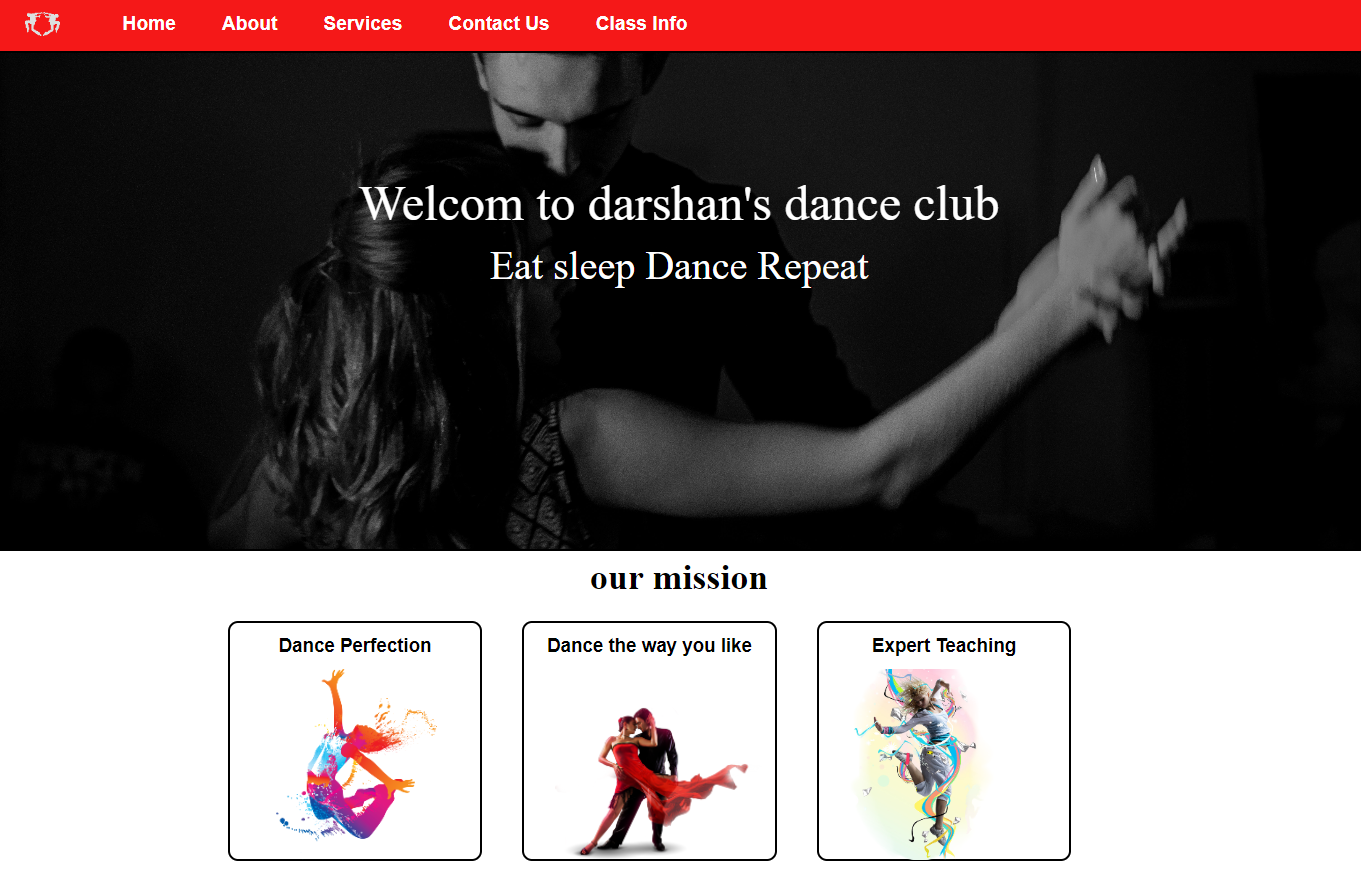 Home About Services Contact Us Class Info
Welcom to darshan's dance club
Eat sleep Dance Repeat
our mission
Dance Perfection Dance the way you like Expert Teaching